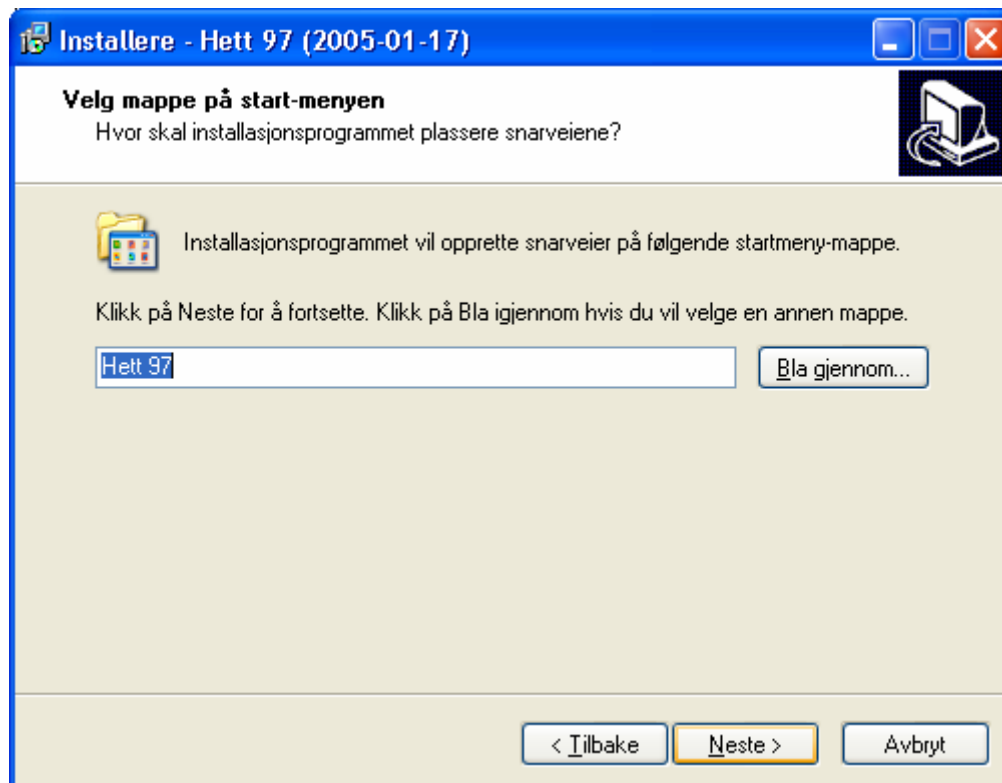 Installere - Hett 97 (2005-01-17)
Velg mappe på start-menyen
Hvor skal installasjonsprogrammet plassere snarveiene?
Installasjonsprogrammet vil opprette snarveier på følgende startmeny-mappe.
Klikk på Neste for å fortsette. Klikk på Bla igjennom hvis du vil velge en annen mappe.
Hett 97
Bla gjennom...
< Tilbake
Neste >
Avbryt